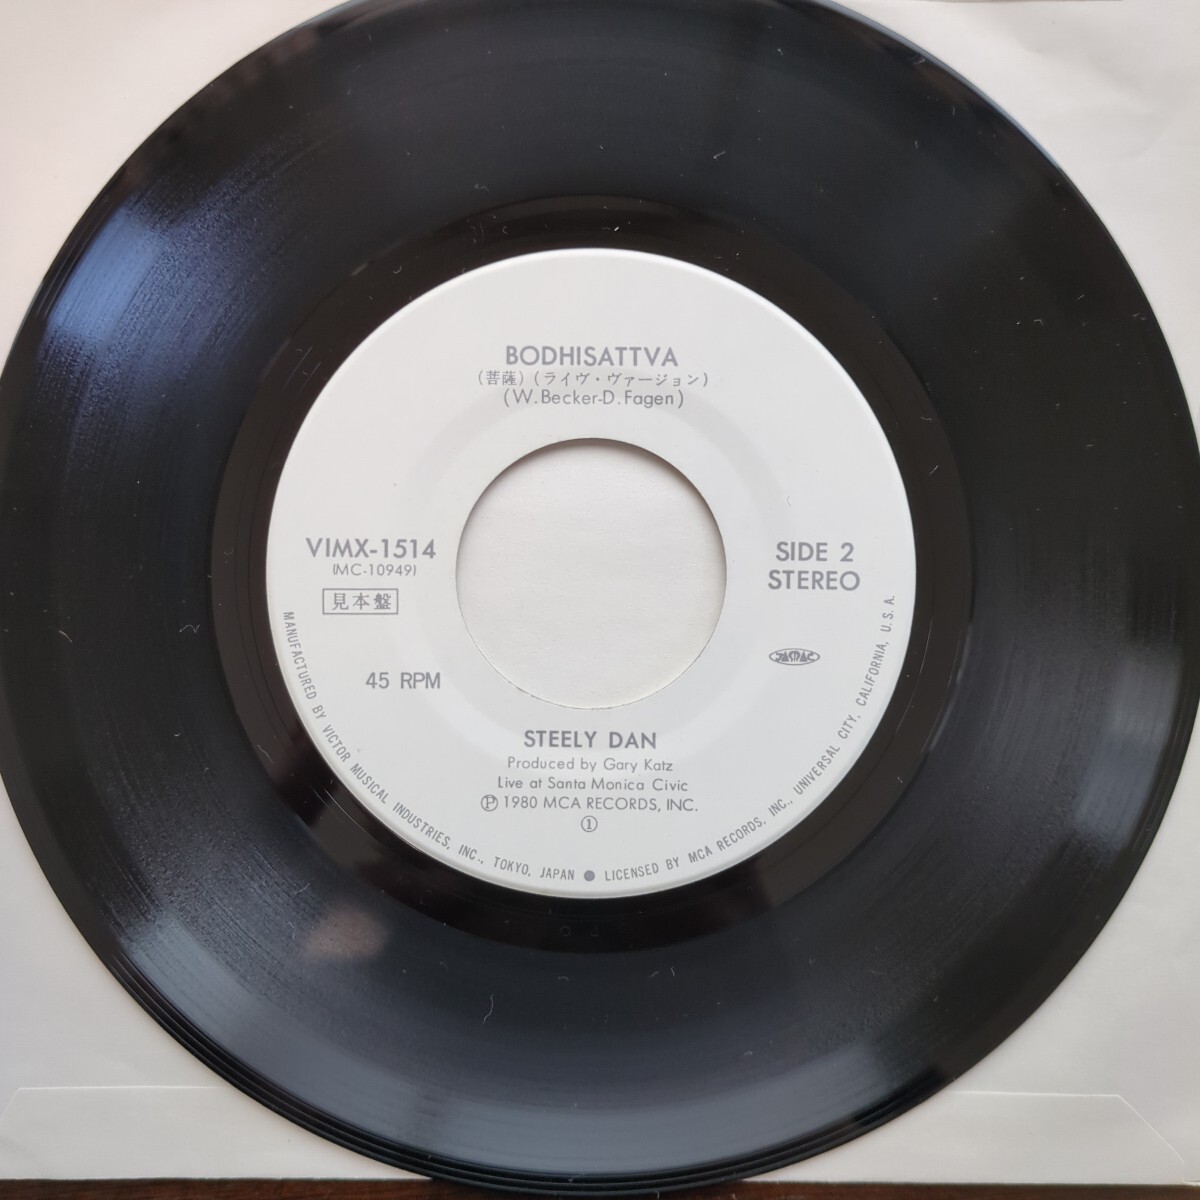 BODHISATTVA
(菩薩)(ライヴ・ヴァージョン)
(W.Becker-D.Fagen)
VIMX-1514
(MC-10949)
見本盤
SIDE 2
STEREO
JASRAC
45 RPM
STEELY DAN
Produced by Gary Katz
Live at Santa Monica Civic
Ⓟ 1980 MCA RECORDS, INC.
①
MANUFACTURED BY VICTOR MUSICAL INDUSTRIES, INC., TOKYO, JAPAN ● LICENSED BY MCA RECORDS, INC., UNIVERSAL CITY, CALIFORNIA, U.S.A.